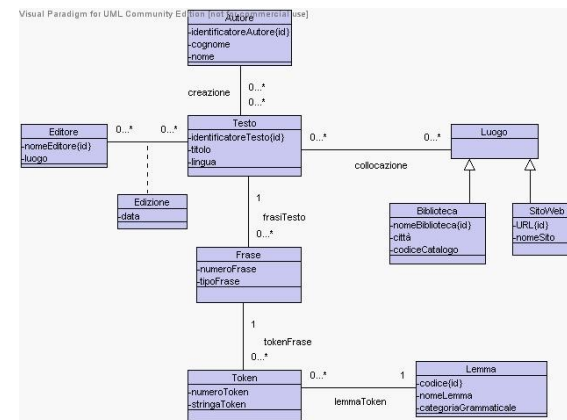 Visual Paradigm for UML Community Edition [not for commercial use]
Autore
-identificatoreAutore{id}
-cognome
-nome
creazione
0...*
0...*
Editore
-nomeEditore{id}
-luogo
0...*
0...*
Testo
-identificatoreTesto{id}
-titolo
-lingua
0...*
0...*
collocazione
Luogo
Edizione
-data
1
frasiTesto
0...*
Biblioteca
-nomeBiblioteca{id}
-città
-codiceCatalogo
SitoWeb
-URL{id}
-nomeSito
Frase
-numeroFrase
-tipoFrase
1
tokenFrase
0...*
Token
-numeroToken
-stringaToken
0...*
1
lemmaToken
Lemma
-codice{id}
-nomeLemma
-categoriaGrammaticale